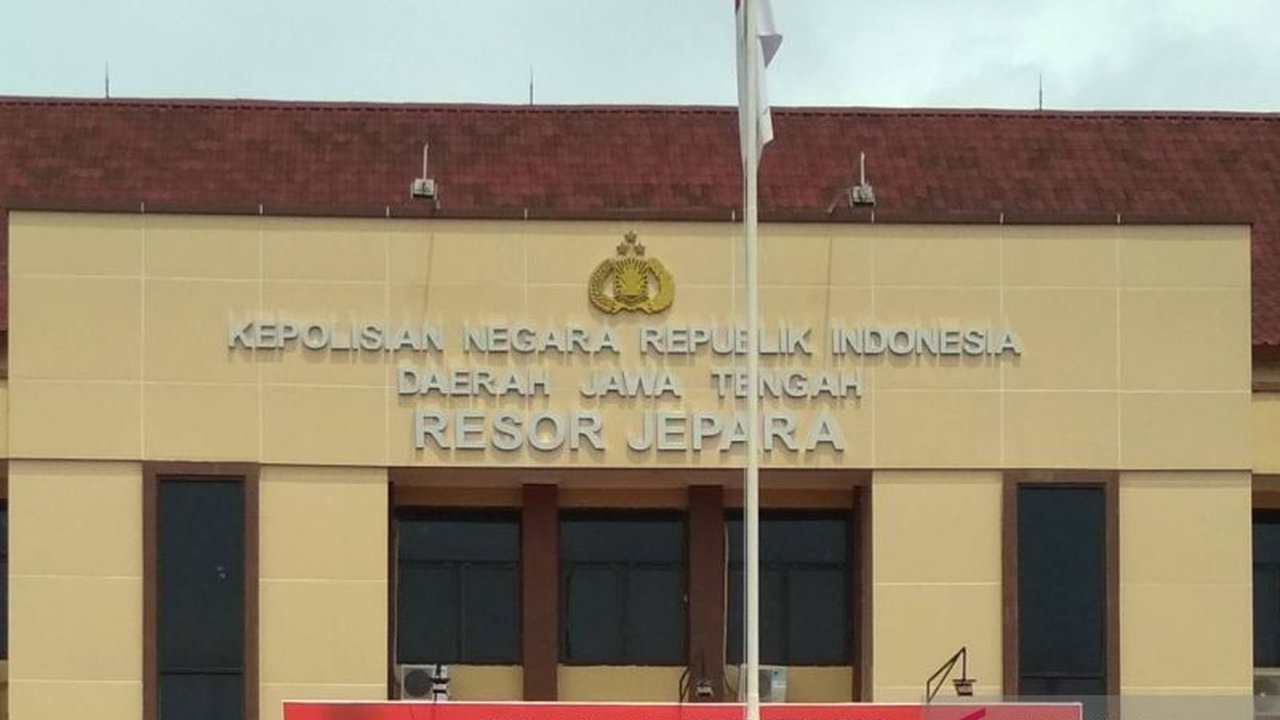 KEPOLISIAN NEGARA REPUBLIK INDONESIA
DAERAH JAWA TENGAH
RESOR JEPARA